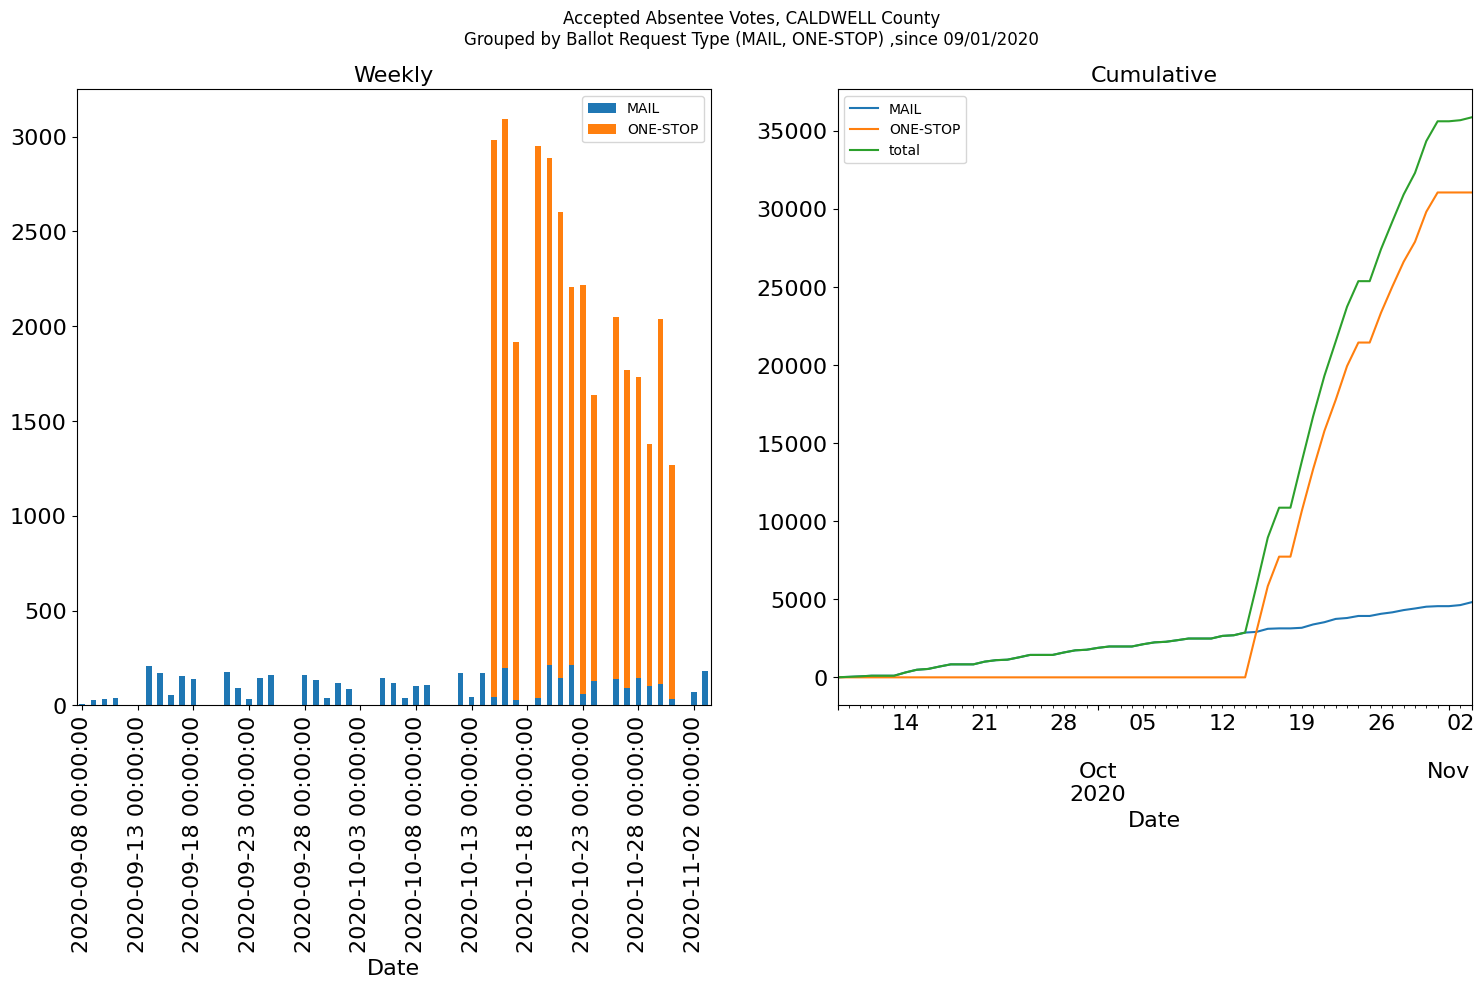 Accepted Absentee Votes, CALDWELL County
Grouped by Ballot Request Type (MAIL, ONE-STOP) ,since 09/01/2020
Weekly
MAIL
ONE-STOP
3000
2500
2000
1500
1000
500
0
2020-09-08 00:00:00
2020-09-13 00:00:00
2020-09-18 00:00:00
2020-09-23 00:00:00
2020-09-28 00:00:00
2020-10-03 00:00:00
2020-10-08 00:00:00
2020-10-13 00:00:00
2020-10-18 00:00:00
2020-10-23 00:00:00
2020-10-28 00:00:00
2020-11-02 00:00:00
Date
Cumulative
MAIL
ONE-STOP
total
35000
30000
25000
20000
15000
10000
5000
0
14 21 28 05 12 19 26 02
Oct Nov
2020
Date